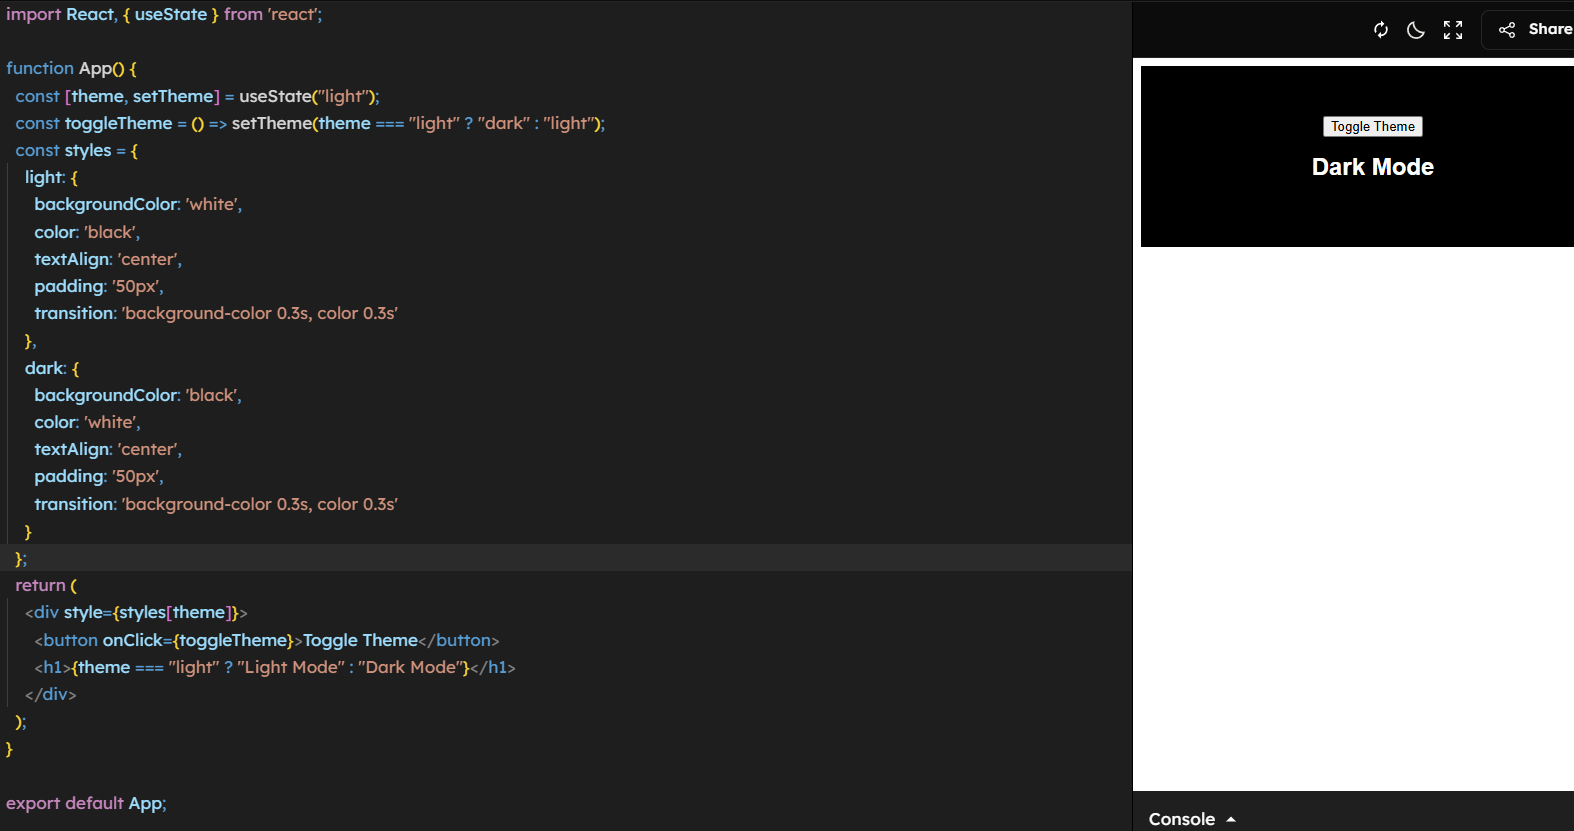 import React, { useState } from 'react';
function App() {
const [theme, setTheme] = useState("light");
const toggleTheme = () => setTheme(theme === "light" ? "dark" : "light");
const styles = {
light: {
backgroundColor: 'white',
color: 'black',
textAlign: 'center',
padding: '50px',
transition: 'background-color 0.3s, color 0.3s'
},
dark: {
backgroundColor: 'black',
color: 'white',
textAlign: 'center',
padding: '50px',
transition: 'background-color 0.3s, color 0.3s'
}
};
return (
<div style={styles[theme]}>
<button onClick={toggleTheme}>Toggle Theme</button>
<h1>{theme === "light" ? "Light Mode" : "Dark Mode"}</h1>
</div>
);
}
export default App;
Share
Toggle Theme
Dark Mode
Console